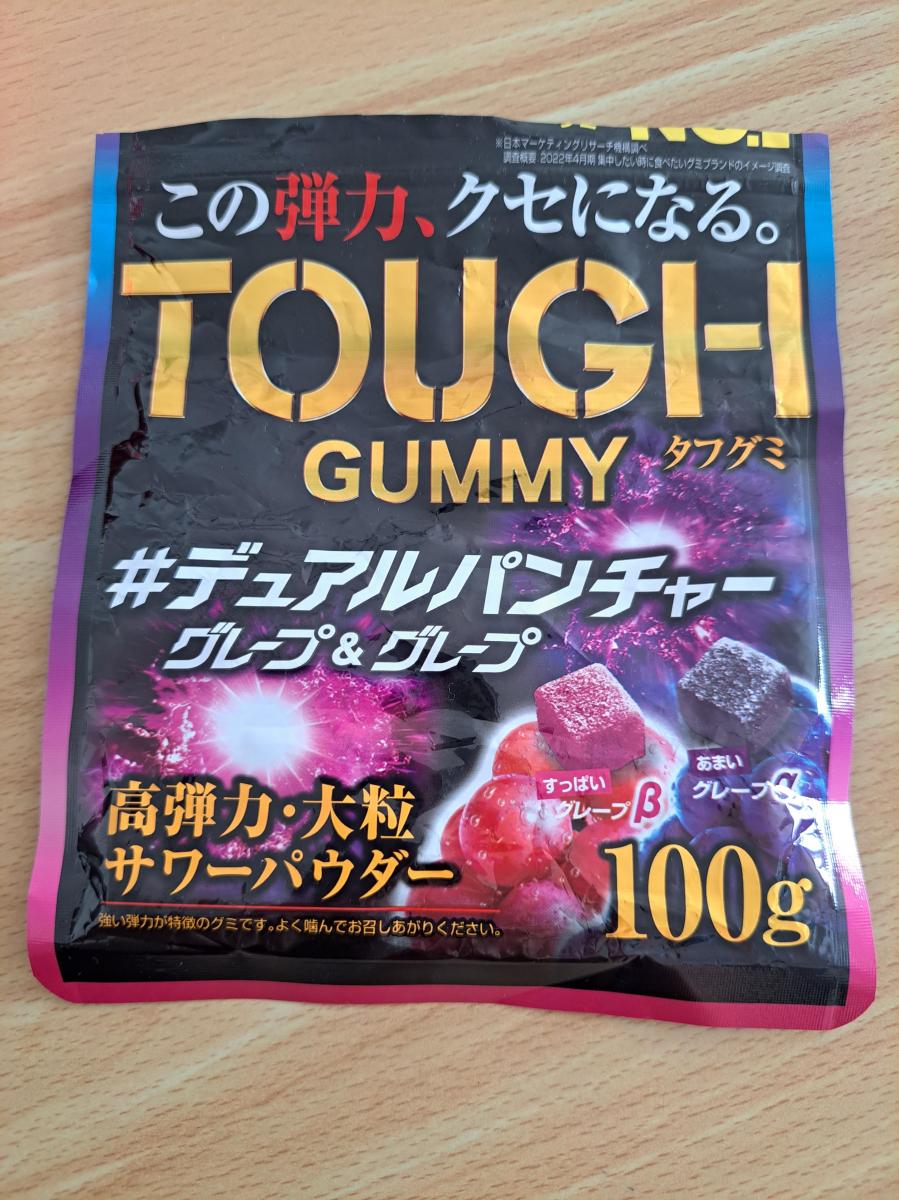 No.1
※日本マーケティングリサーチ機構調べ
調査概要 2022年4月期 集中したい時に食べたいグミブランドのイメージ調査
この弾力、クセになる。
TOUGH
GUMMY タフグミ
#デュアルパンチャー
グレープ&グレープ
あまい
グレープα
すっぱい
グレープβ
高弾力・大粒
サワーパウダー
100g
強い弾力が特徴のグミです。よく噛んでお召しあがりください。